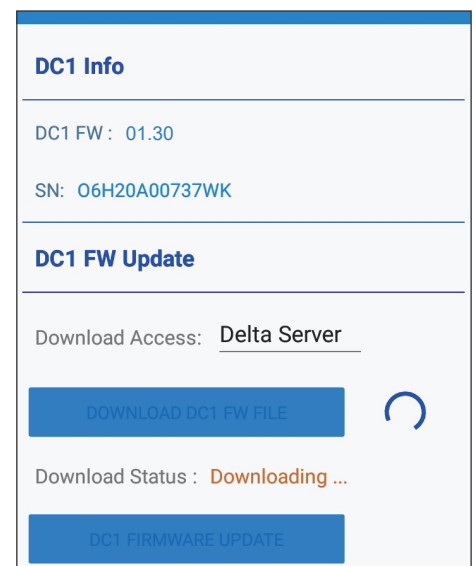 DC1 Info
DC1 FW : 01.30
SN: O6H20A00737WK
DC1 FW Update
Download Access: Delta Server
DOWNLOAD DC1 FW FILE
Download Status : Downloading ...
DC1 FIRMWARE UPDATE